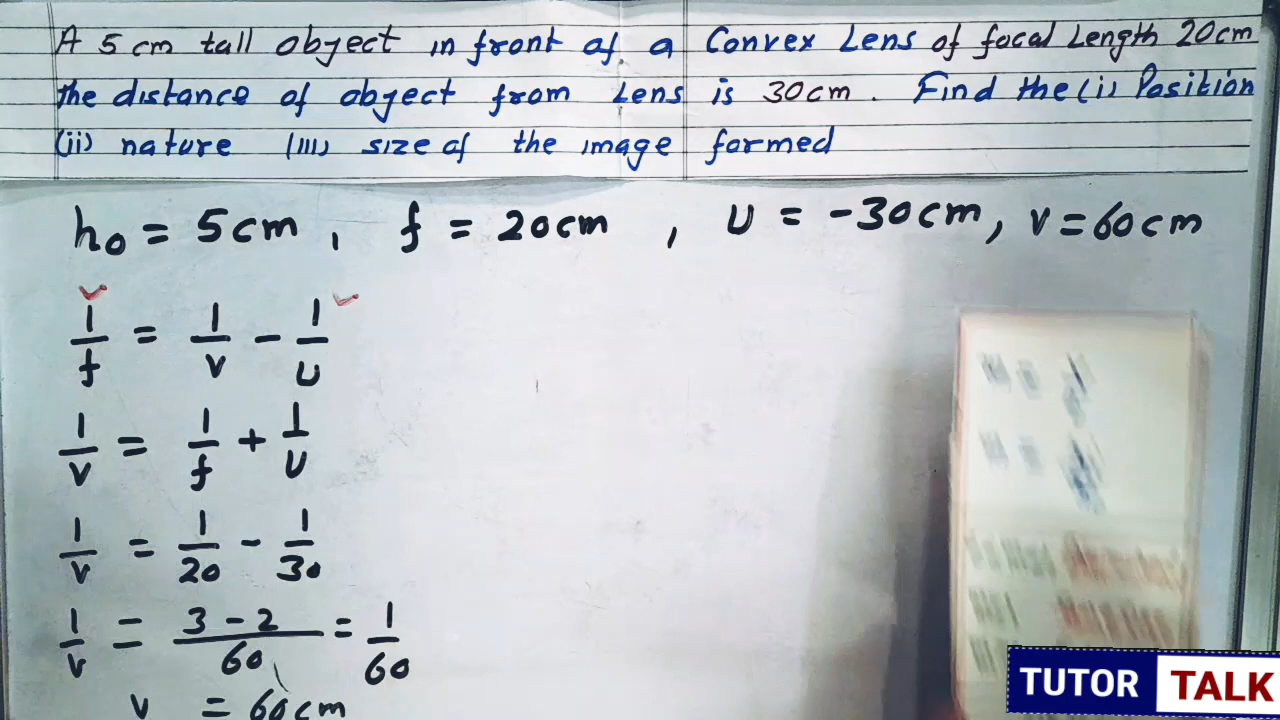 A 5 cm tall object in front of a Convex Lens of focal Length 20cm
the distance of object from Lens is 30cm. Find the (i) Position
(ii) nature (iii) size of the image formed
h₀ = 5cm, f = 20cm, u = -30cm, v = 60cm
1/f = 1/v - 1/u
1/v = 1/f + 1/u
1/v = 1/20 - 1/30
1/v = 3 - 2/60 = 1/60
v = 60cm
TUTOR TALK